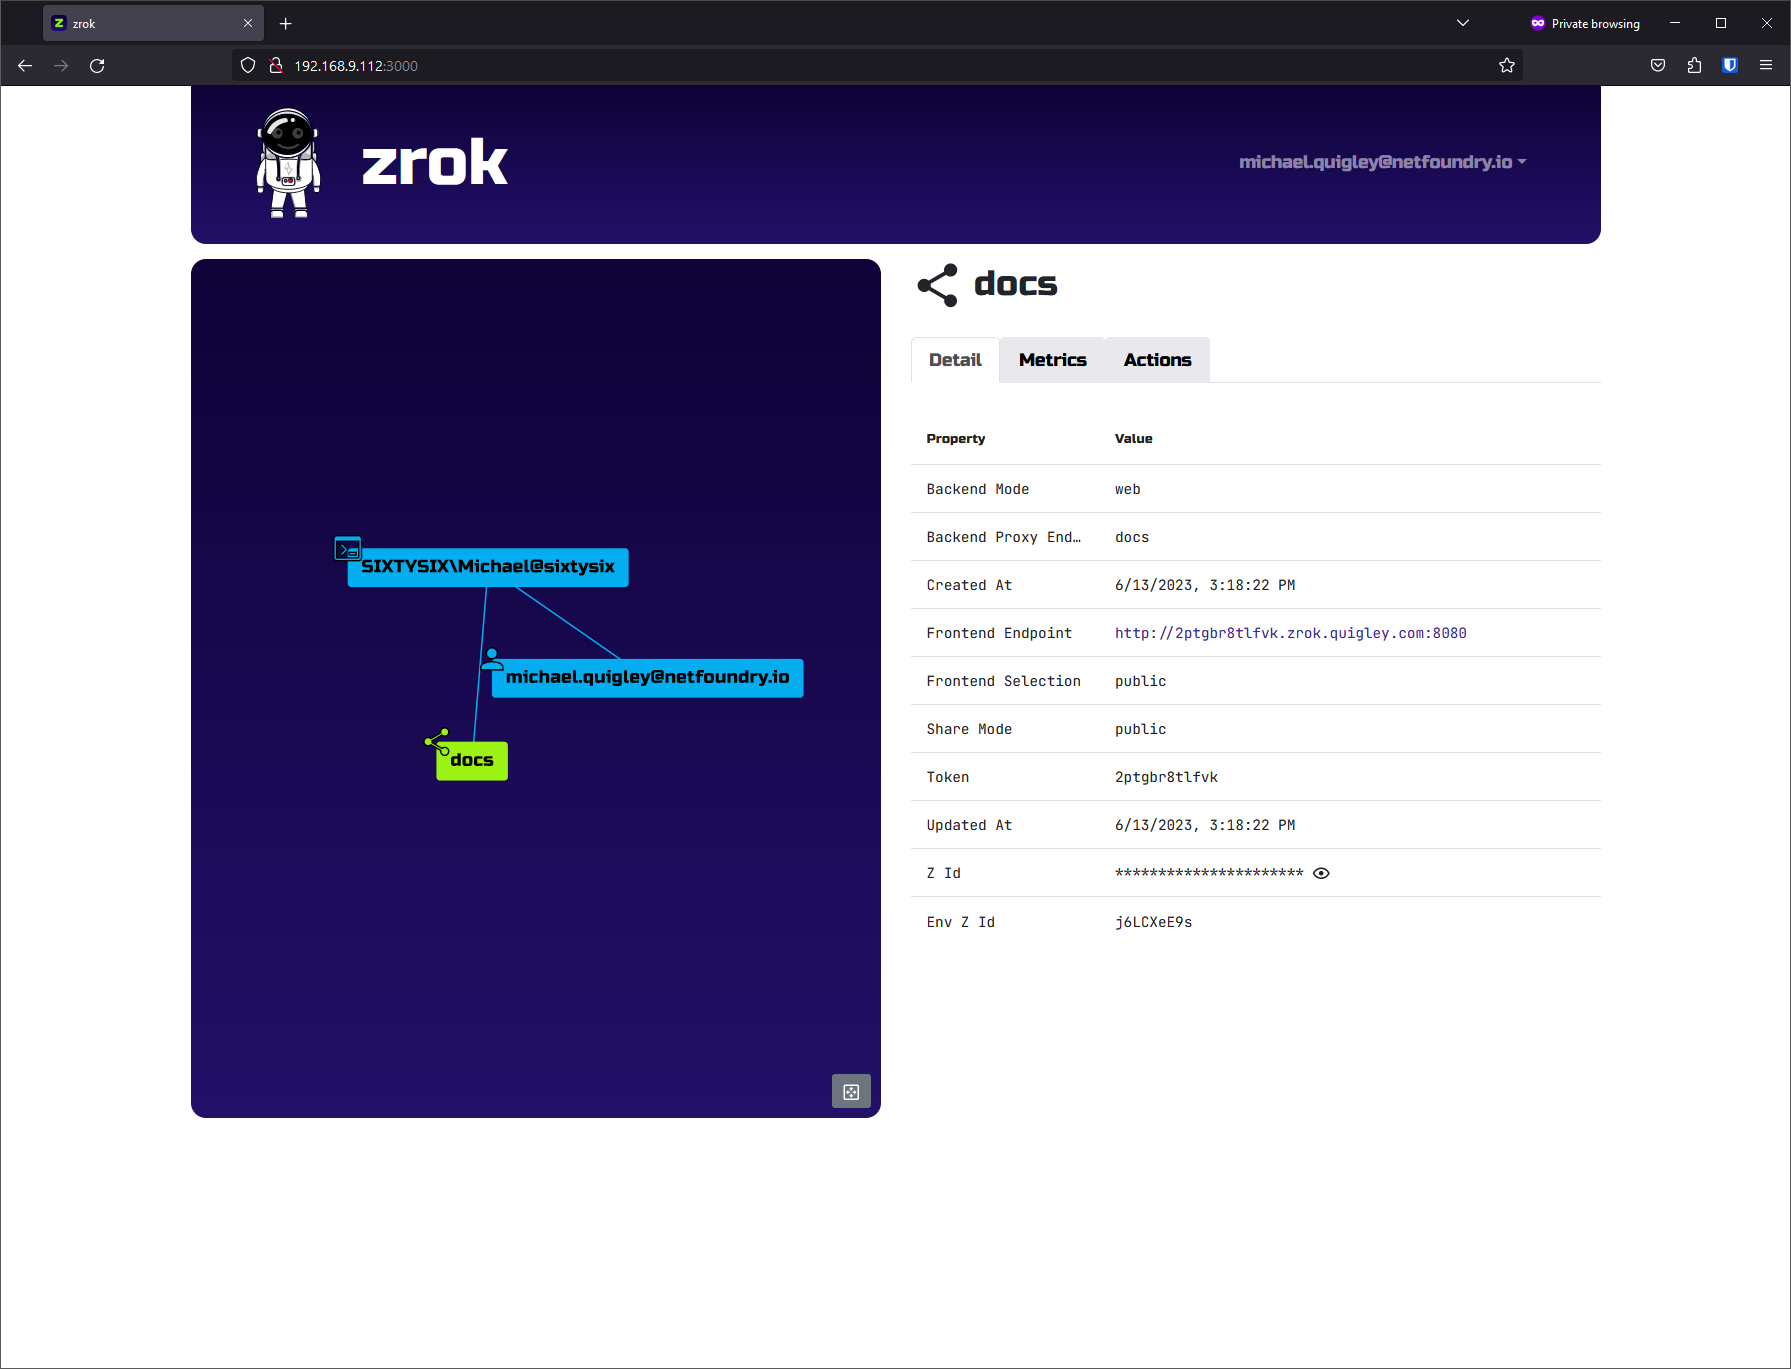 zrok
Private browsing
192.168.9.112:3000
zrok
michael.quigley@netfoundry.io
docs
Detail Metrics Actions
Property Value
Backend Mode web
Backend Proxy End… docs
Created At 6/13/2023, 3:18:22 PM
Frontend Endpoint http://2ptgbr8tlfvk.zrok.quigley.com:8080
Frontend Selection public
Share Mode public
Token 2ptgbr8tlfvk
Updated At 6/13/2023, 3:18:22 PM
Z Id **********************
Env Z Id j6LCXeE9s
SIXTYSIX\Michael@sixtysix
michael.quigley@netfoundry.io
docs